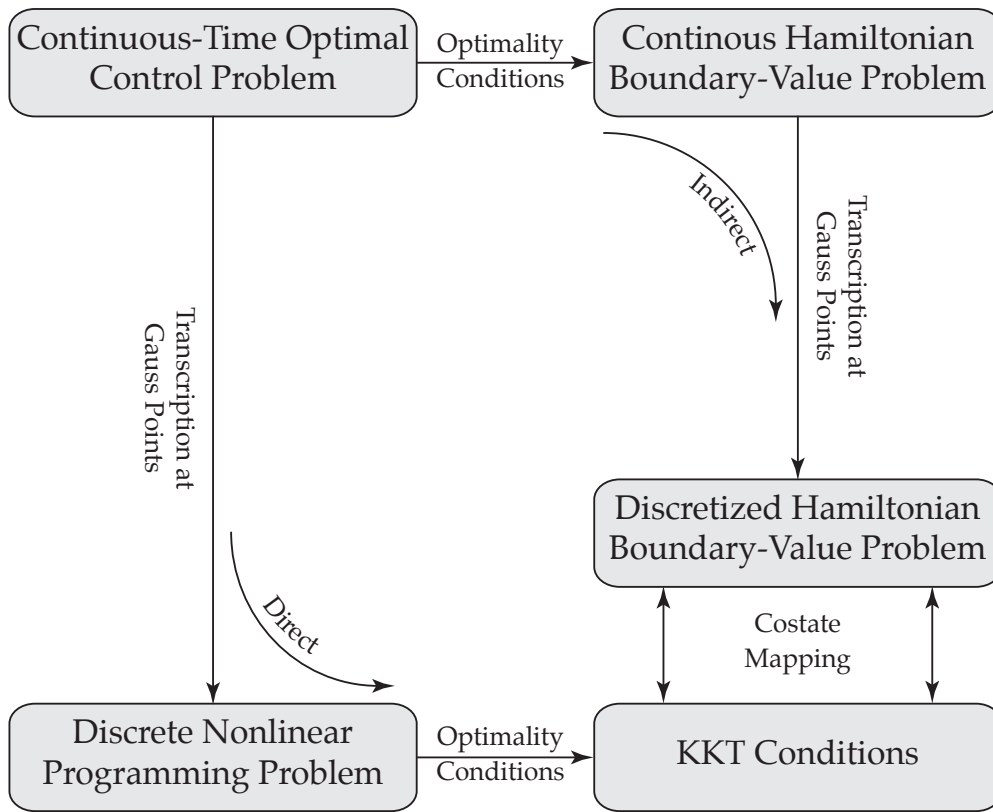 Continuous-Time Optimal
Control Problem
Optimality
Conditions
Continous Hamiltonian
Boundary-Value Problem
Indirect
Transcription at
Gauss Points
Transcription at
Gauss Points
Discretized Hamiltonian
Boundary-Value Problem
Direct
Costate
Mapping
Discrete Nonlinear
Programming Problem
Optimality
Conditions
KKT Conditions